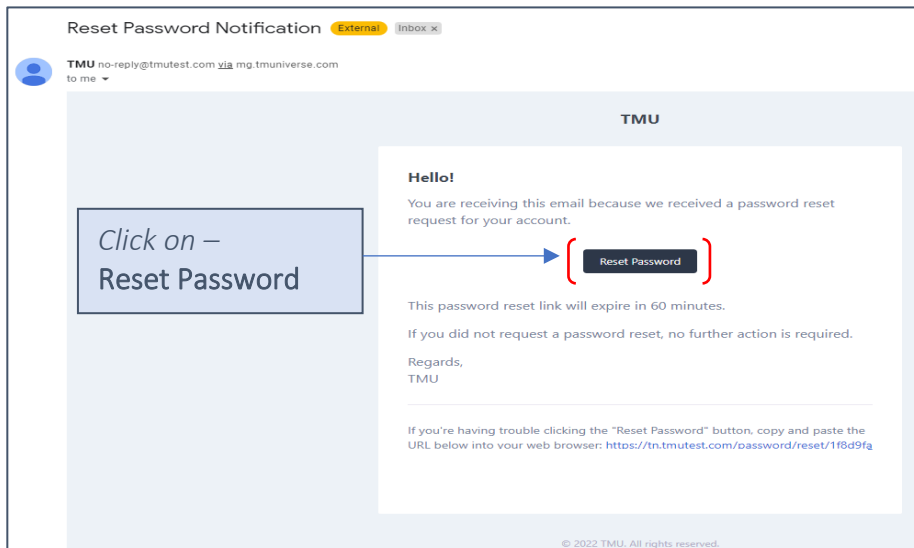 Reset Password Notification External Inbox x
TMU no-reply@tmutest.com via mg.tmuniverse.com
to me
TMU
Hello!
You are receiving this email because we received a password reset
request for your account.
Click on –
Reset Password
Reset Password
This password reset link will expire in 60 minutes.
If you did not request a password reset, no further action is required.
Regards,
TMU
If you're having trouble clicking the "Reset Password" button, copy and paste the
URL below into your web browser: https://tn.tmutest.com/password/reset/1f8d9fa
© 2022 TMU. All rights reserved.